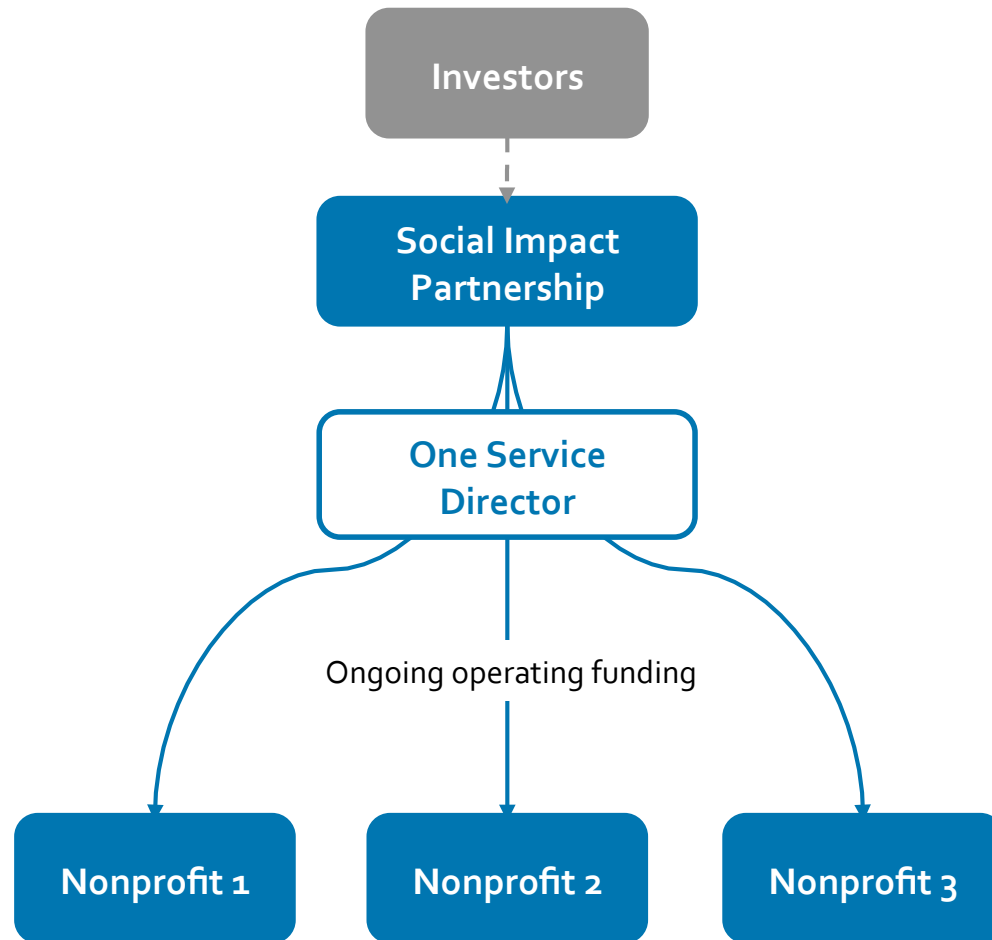 Investors
Social Impact
Partnership
One Service
Director
Ongoing operating funding
Nonprofit 1
Nonprofit 2
Nonprofit 3